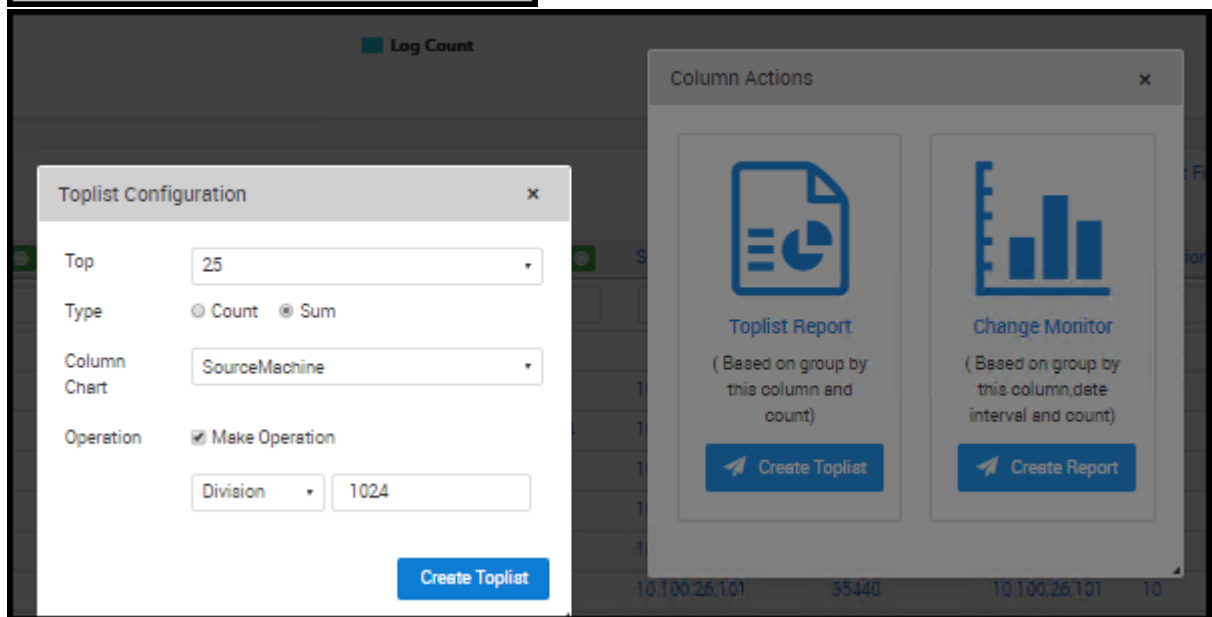 Log Count
Column Actions ×
Toplist Configuration ×
Top 25
Type Count Sum
Column Chart SourceMachine
Operation Make Operation
Division 1024
Create Toplist
Toplist Report
( Based on group by
this column and
count)
Create Toplist
Change Monitor
( Based on group by
this column,date
interval and count)
Create Report
10.100.26.101 35440 10.100.26.101 10